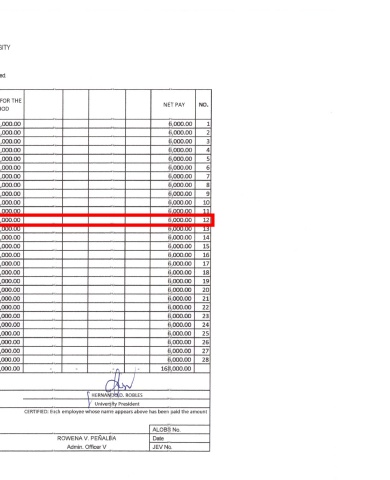 SITY
ed
FOR THE NET PAY NO.
IOD
,000.00 6,000.00 1
,000.00 6,000.00 2
,000.00 6,000.00 3
,000.00 6,000.00 4
,000.00 6,000.00 5
,000.00 6,000.00 6
,000.00 6,000.00 7
,000.00 6,000.00 8
,000.00 6,000.00 9
,000.00 6,000.00 10
,000.00 6,000.00 11
,000.00 6,000.00 12
,000.00 6,000.00 13
,000.00 6,000.00 14
,000.00 6,000.00 15
,000.00 6,000.00 16
,000.00 6,000.00 17
,000.00 6,000.00 18
,000.00 6,000.00 19
,000.00 6,000.00 20
,000.00 6,000.00 21
,000.00 6,000.00 22
,000.00 6,000.00 23
,000.00 6,000.00 24
,000.00 6,000.00 25
,000.00 6,000.00 26
,000.00 6,000.00 27
,000.00 6,000.00 28
,000.00 - - - - 168,000.00
HERNANDO D. ROBLES
University President
CERTIFIED: Each employee whose name appears above has been paid the amount
ALOBS No.
ROWENA V. PEÑALBA Date
Admin. Officer V JEV No.